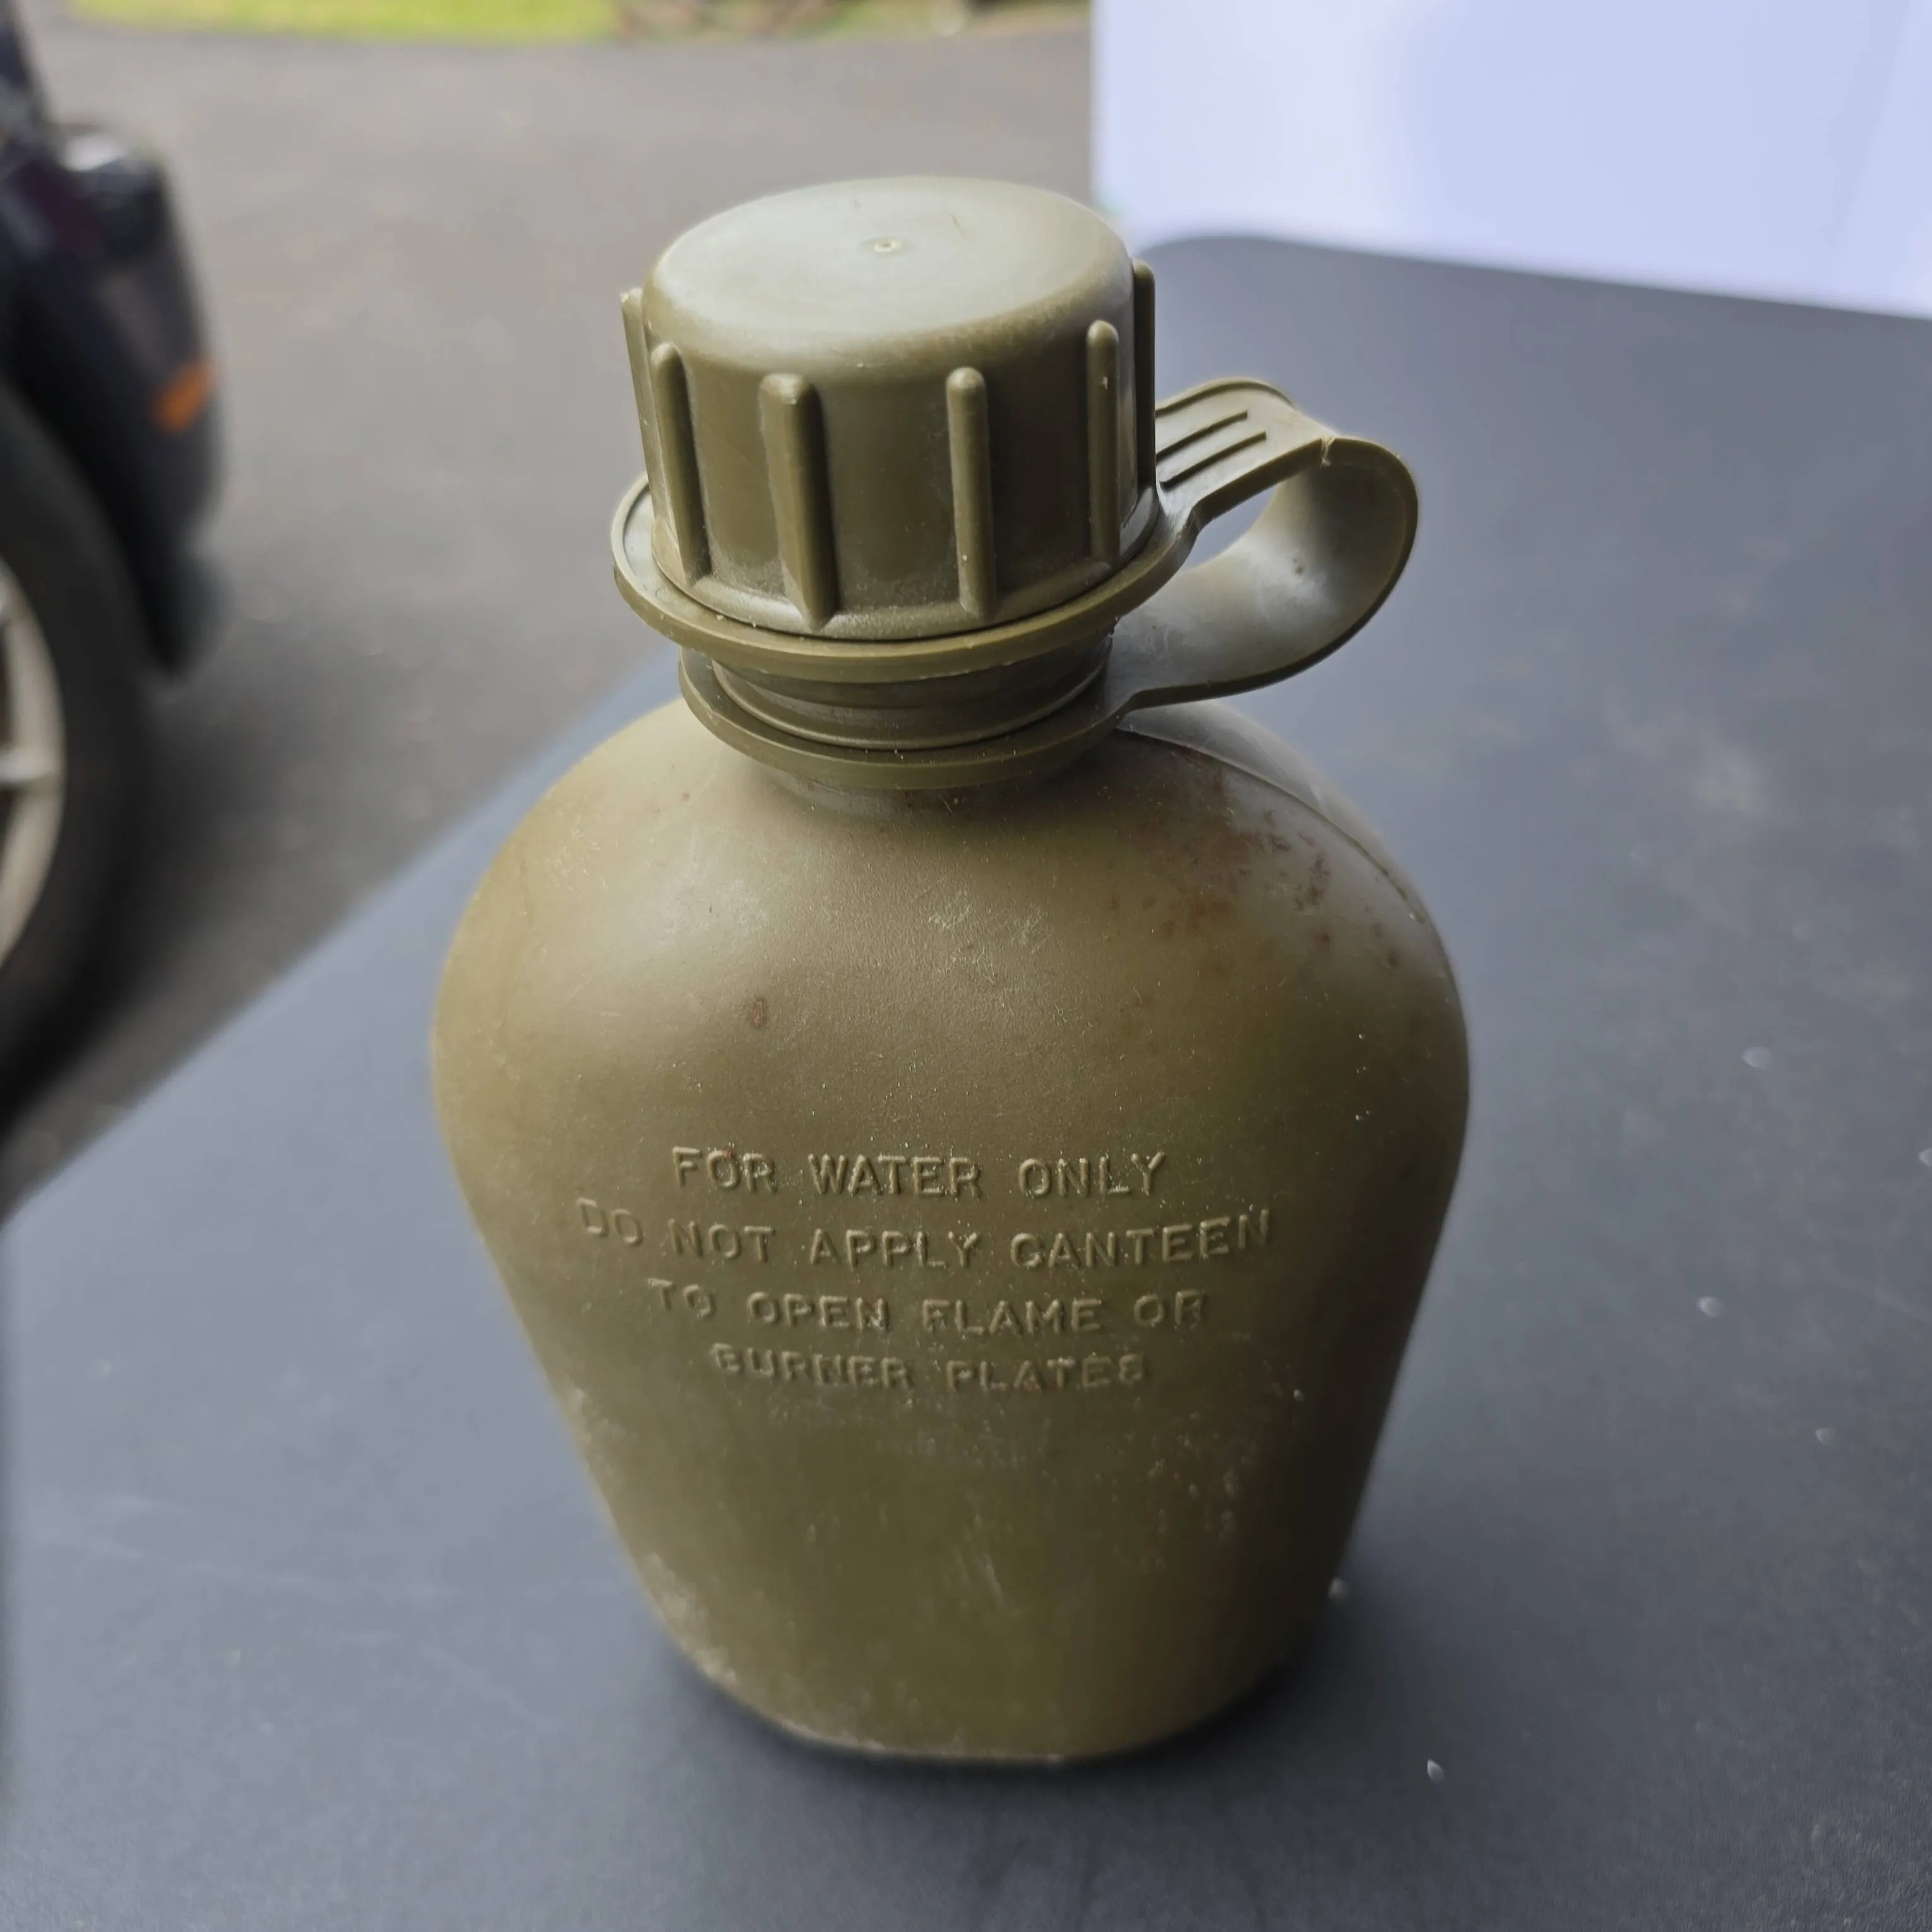 FOR WATER ONLY
DO NOT APPLY CANTEEN
TO OPEN FLAME OR
BURNER PLATES